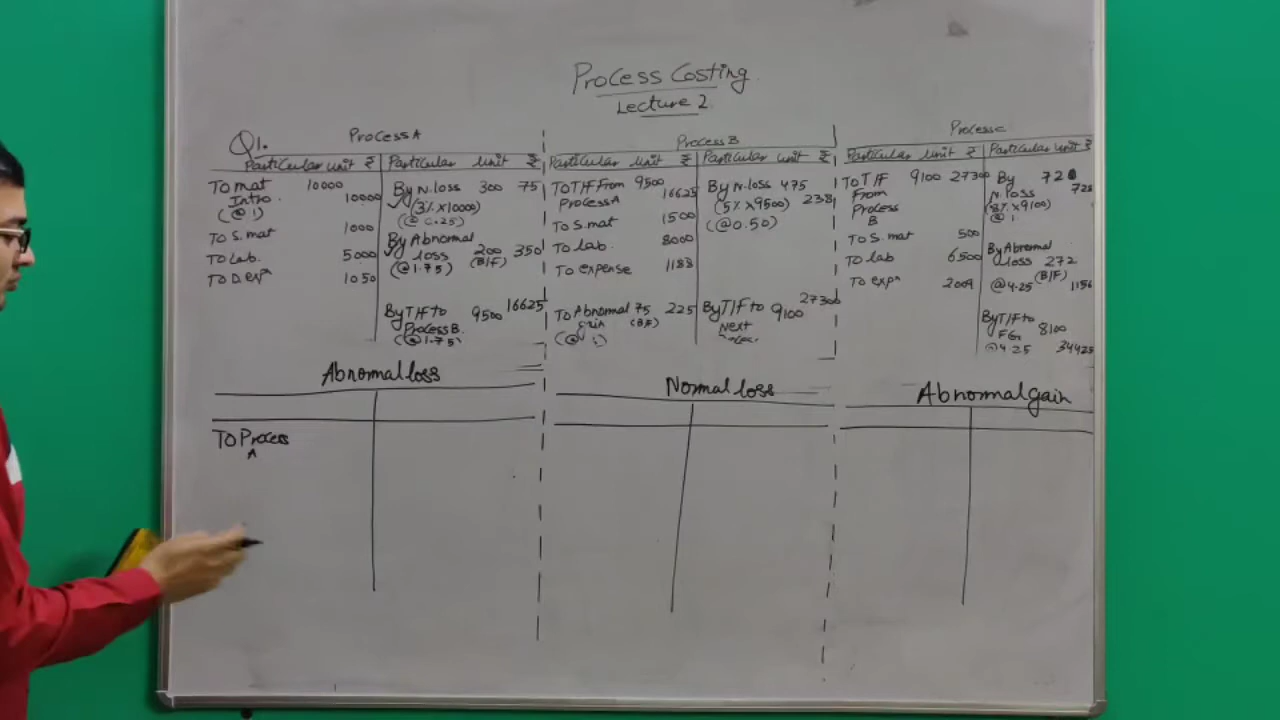 Process Costing
Lecture 2
Q1.
Process A
Particular unit ₹ Particular unit ₹
To mat 10000
Intro. 10000
(@1)
To S.mat 1000
To Lab. 5000
To D.expⁿ 1050
By N.loss 300 75
(3% x 10000)
(@0.25)
By Abnormal
loss 200 350
(@1.75) (B/F)
By T/F to 9500 16625
Process B.
(@1.75)
Process B
Particular unit ₹ Particular unit ₹
To T/F From 9500
Process A 16625
To S.mat 1500
To Lab. 8000
To expense 1188
To Abnormal 75 225
gain (B/F)
By N.loss 475
(5% x 9500) 238
(@0.50)
By T/F to 9100 27300
Next
Process C
Particular unit ₹ Particular unit ₹
To T/F 9100 27300
From
Process
B
To S.mat 500
To lab 6500
To expⁿ 2009
By 728
N.loss 728
(8% x 9100)
@1
By Abnormal
loss 272
(B/F)
@4.25 1156
By T/F to
FG 8100
@4.25 34425
Abnormal loss
To Process
A
Normal loss
Abnormal gain